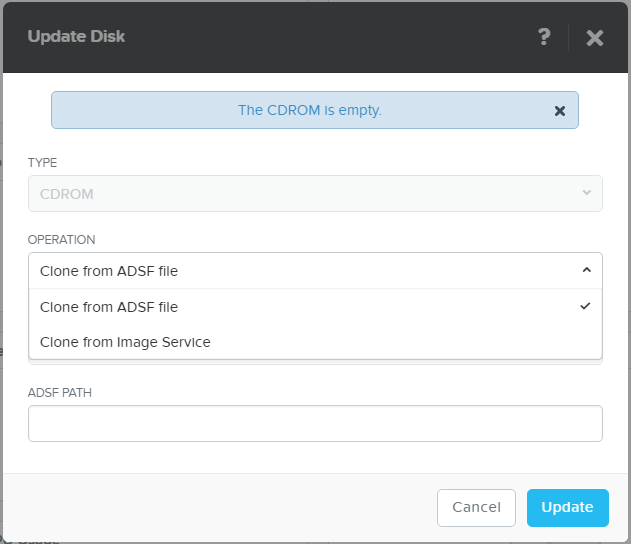 Update Disk
?
The CDROM is empty.
TYPE
CDROM
OPERATION
Clone from ADSF file
Clone from ADSF file
Clone from Image Service
ADSF PATH
Cancel
Update